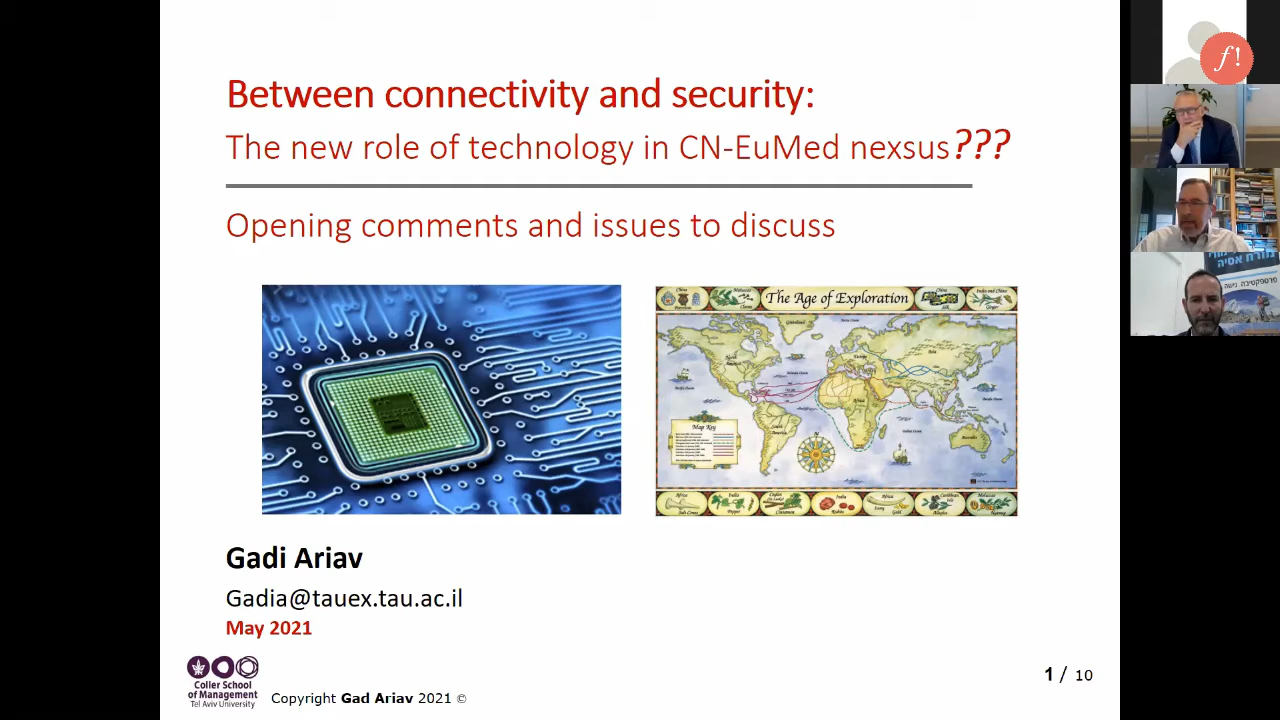 Between connectivity and security:
The new role of technology in CN-EuMed nexsus???
Opening comments and issues to discuss
The Age of Exploration
Map Key
Gadi Ariav
Gadia@tauex.tau.ac.il
May 2021
Coller School
of Management
Tel Aviv University
Copyright Gad Ariav 2021 ©
1 / 10
f!
מזרח אסיה